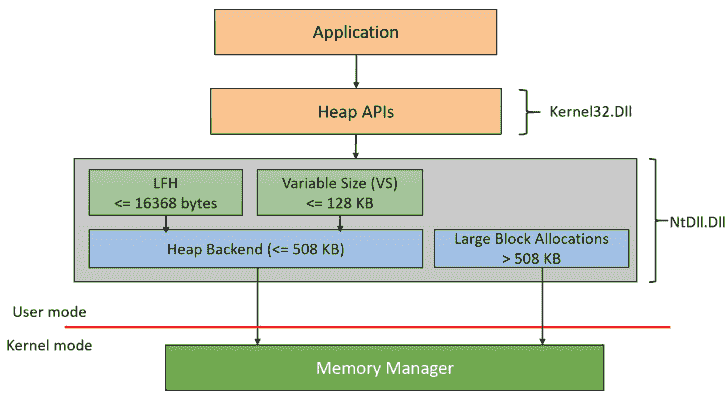 Application
Heap APIs
Kernel32.Dll
LFH
<= 16368 bytes
Variable Size (VS)
<= 128 KB
NtDll.Dll
Heap Backend (<= 508 KB)
Large Block Allocations
> 508 KB
User mode
Kernel mode
Memory Manager